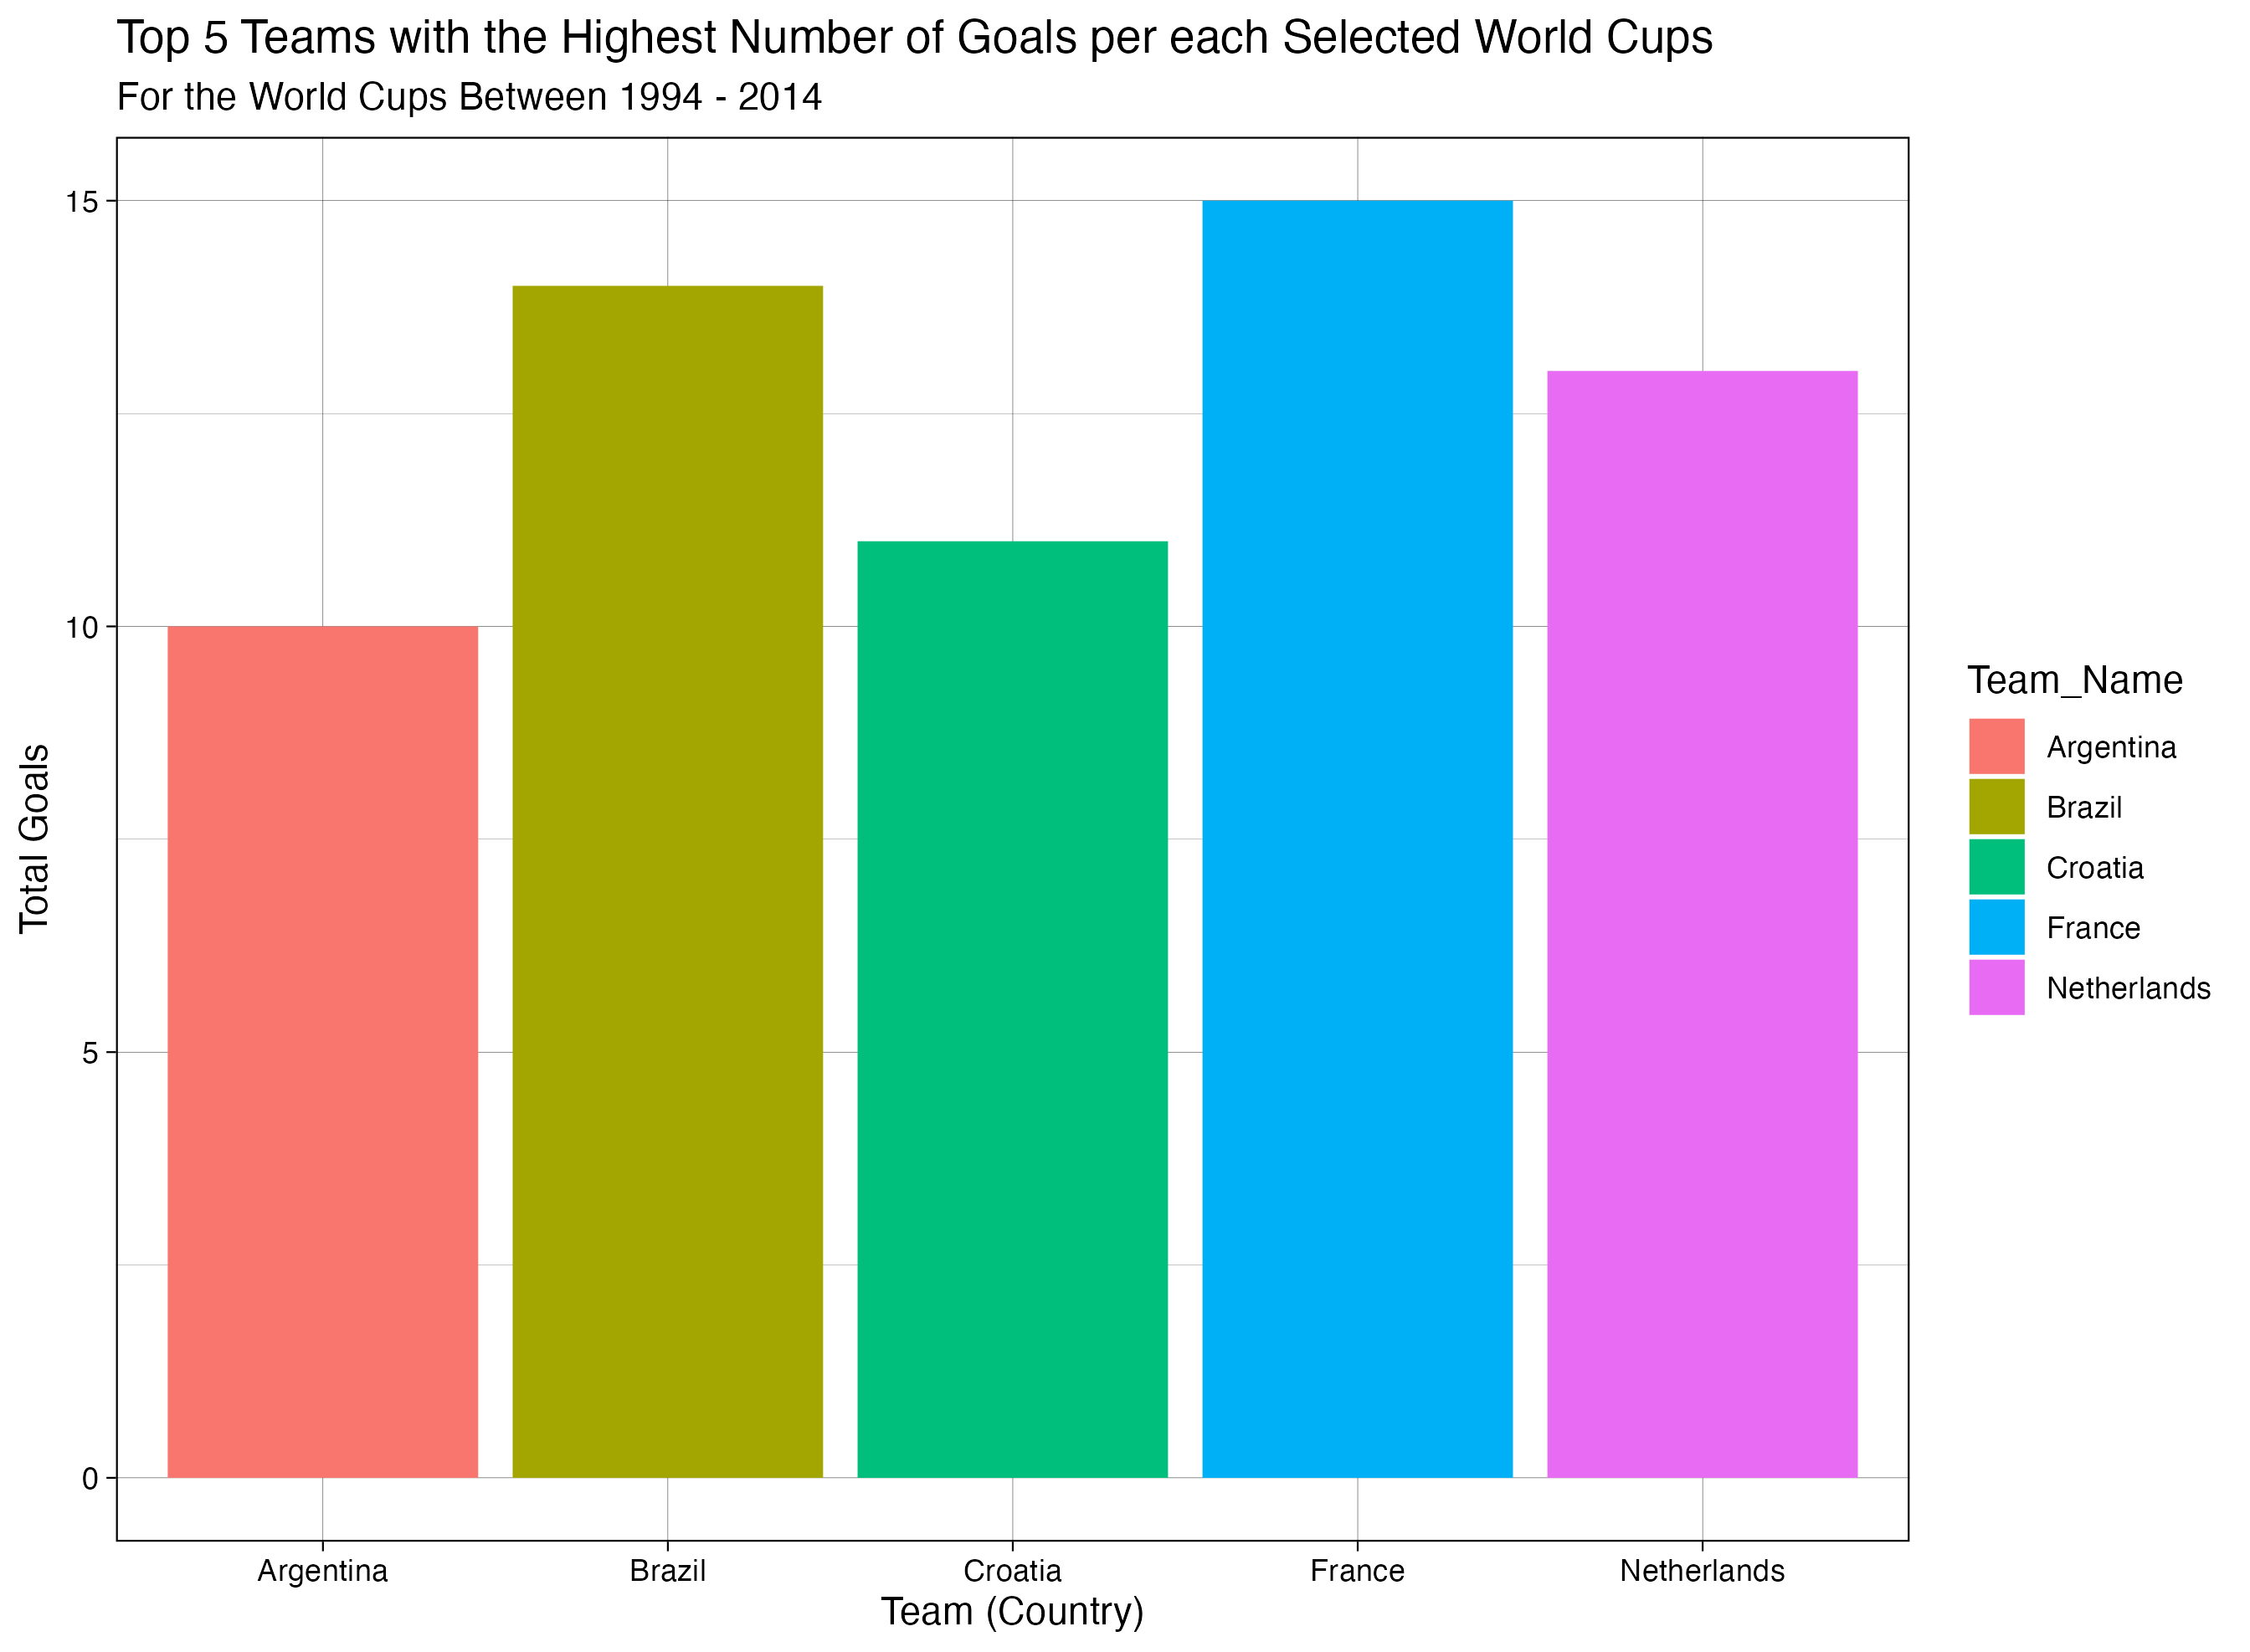 Top 5 Teams with the Highest Number of Goals per each Selected World Cups
For the World Cups Between 1994 - 2014
Total Goals
15
10
5
0
Argentina Brazil Croatia France Netherlands
Team (Country)
Team_Name
Argentina
Brazil
Croatia
France
Netherlands